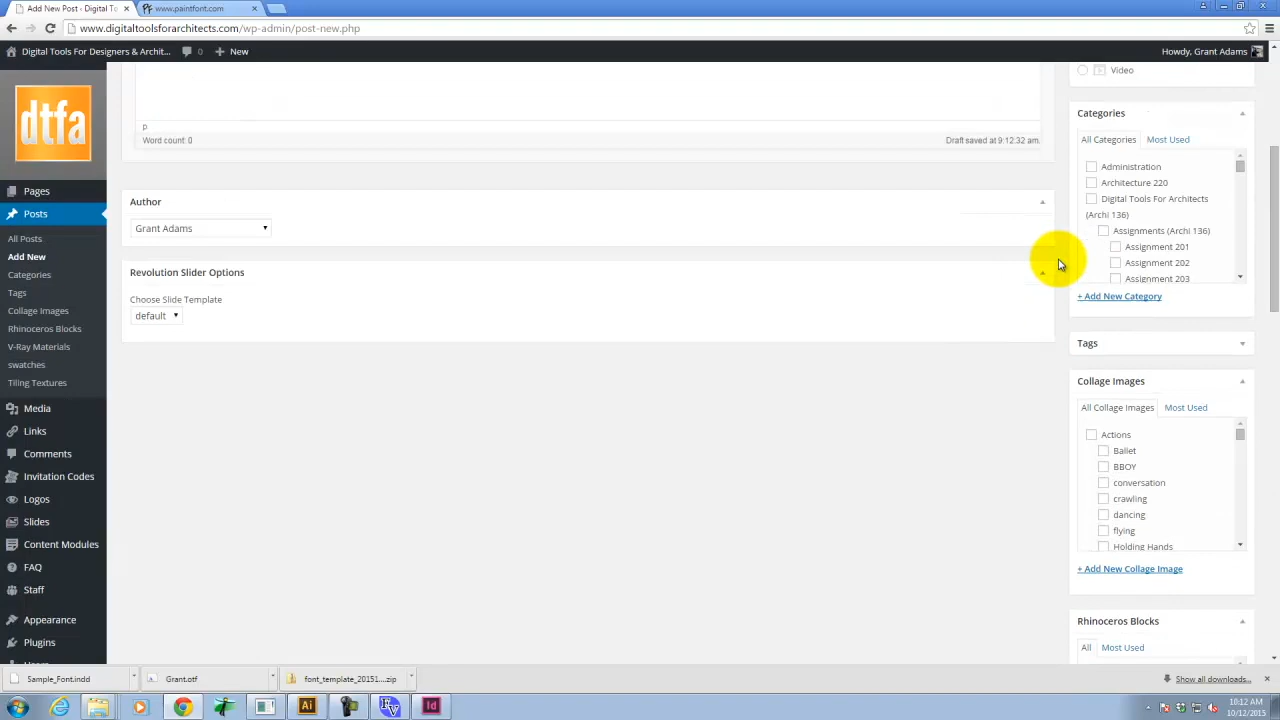 Add New Post ‹ Digital To
www.paintfont.com
www.digitaltoolsforarchitects.com/wp-admin/post-new.php
Digital Tools For Designers & Archit...
0
New
Howdy, Grant Adams
dtfa
Pages
Posts
All Posts
Add New
Categories
Tags
Collage Images
Rhinoceros Blocks
V-Ray Materials
swatches
Tiling Textures
Media
Links
Comments
Invitation Codes
Logos
Slides
Content Modules
FAQ
Staff
Appearance
Plugins
p
Word count: 0
Draft saved at 9:12:32 am.
Author
Grant Adams
Revolution Slider Options
Choose Slide Template
default
Video
Categories
All Categories
Most Used
Administration
Architecture 220
Digital Tools For Architects
(Archi 136)
Assignments (Archi 136)
Assignment 201
Assignment 202
Assignment 203
+ Add New Category
Tags
Collage Images
All Collage Images
Most Used
Actions
Ballet
BBOY
conversation
crawling
dancing
flying
Holding Hands
+ Add New Collage Image
Rhinoceros Blocks
All
Most Used
Sample_Font.indd
Grant.otf
font_template_20151....zip
Show all downloads...
Ai
Id
10:12 AM
10/12/2015